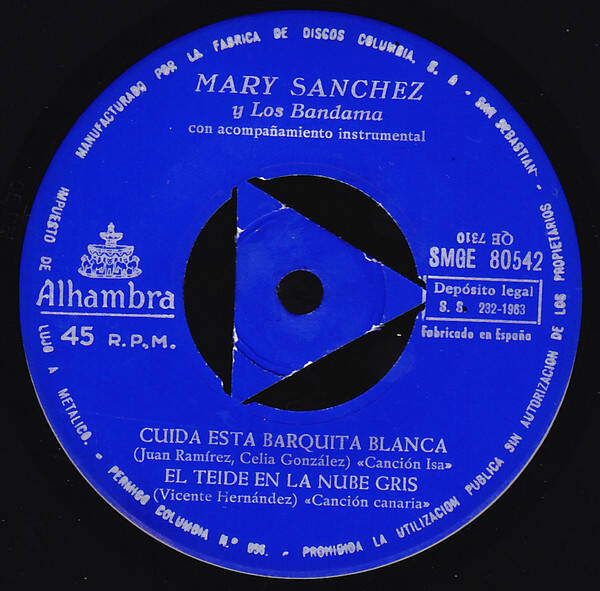 MANUFACTURADO POR LA FABRICA DE DISCOS COLUMBIA, S. A. - SAN SEBASTIAN -
MARY SANCHEZ
y Los Bandama
con acompañamiento instrumental
QE 7310
SMGE 80542
Depósito legal
S. S. 232-1963
Fabricado en España
Alhambra
45 R.P.M.
CUIDA ESTA BARQUITA BLANCA
(Juan Ramírez, Celia González) «Canción Isa»
EL TEIDE EN LA NUBE GRIS
(Vicente Hernández) «Canción canaria»
IMPUESTO DE LUJO A METALICO. - PERMISO COLUMBIA N.º 996. - PROHIBIDA LA UTILIZACION PUBLICA SIN AUTORIZACION DE LOS PROPIETARIOS